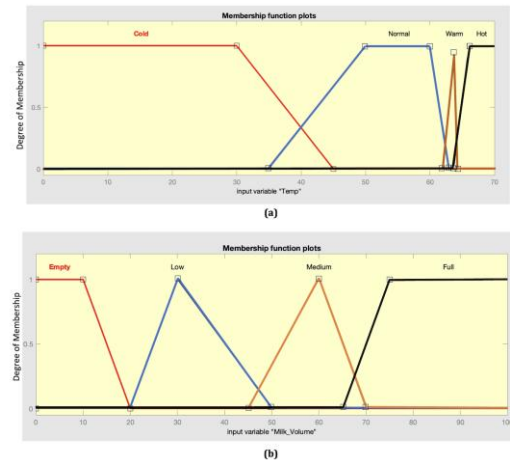 Membership function plots
Cold Normal Warm Hot
Degree of Membership
1
0.5
0
0 10 20 30 40 50 60 70
input variable "Temp"
(a)
Membership function plots
Empty Low Medium Full
Degree of Membership
1
0.5
0
0 10 20 30 40 50 60 70 80 90 100
input variable "Milk_Volume"
(b)